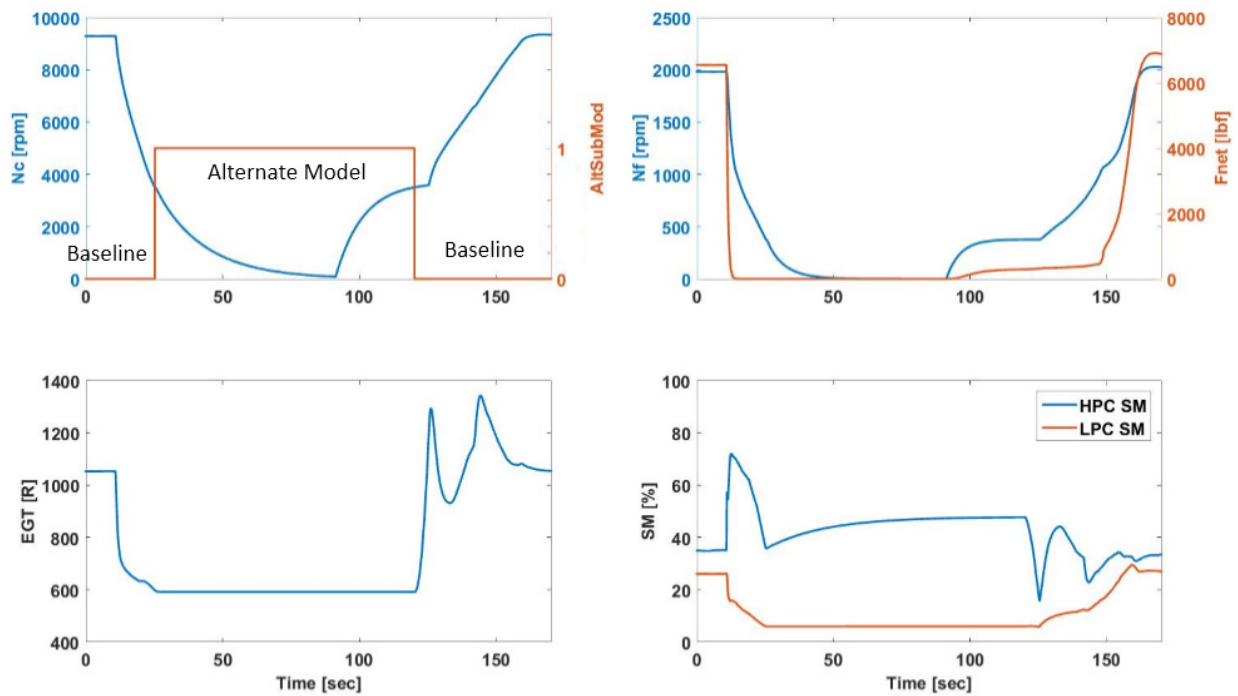 10000
8000
6000
4000
2000
0
Nc [rpm]
Alternate Model
Baseline
Baseline
1
0
AltSubMod
0 50 100 150
2500
2000
1500
1000
500
0
Nf [rpm]
8000
6000
4000
2000
0
Fnet [lbf]
0 50 100 150
1400
1200
1000
800
600
400
EGT [R]
0 50 100 150
Time [sec]
100
80
60
40
20
0
SM [%]
HPC SM
LPC SM
0 50 100 150
Time [sec]